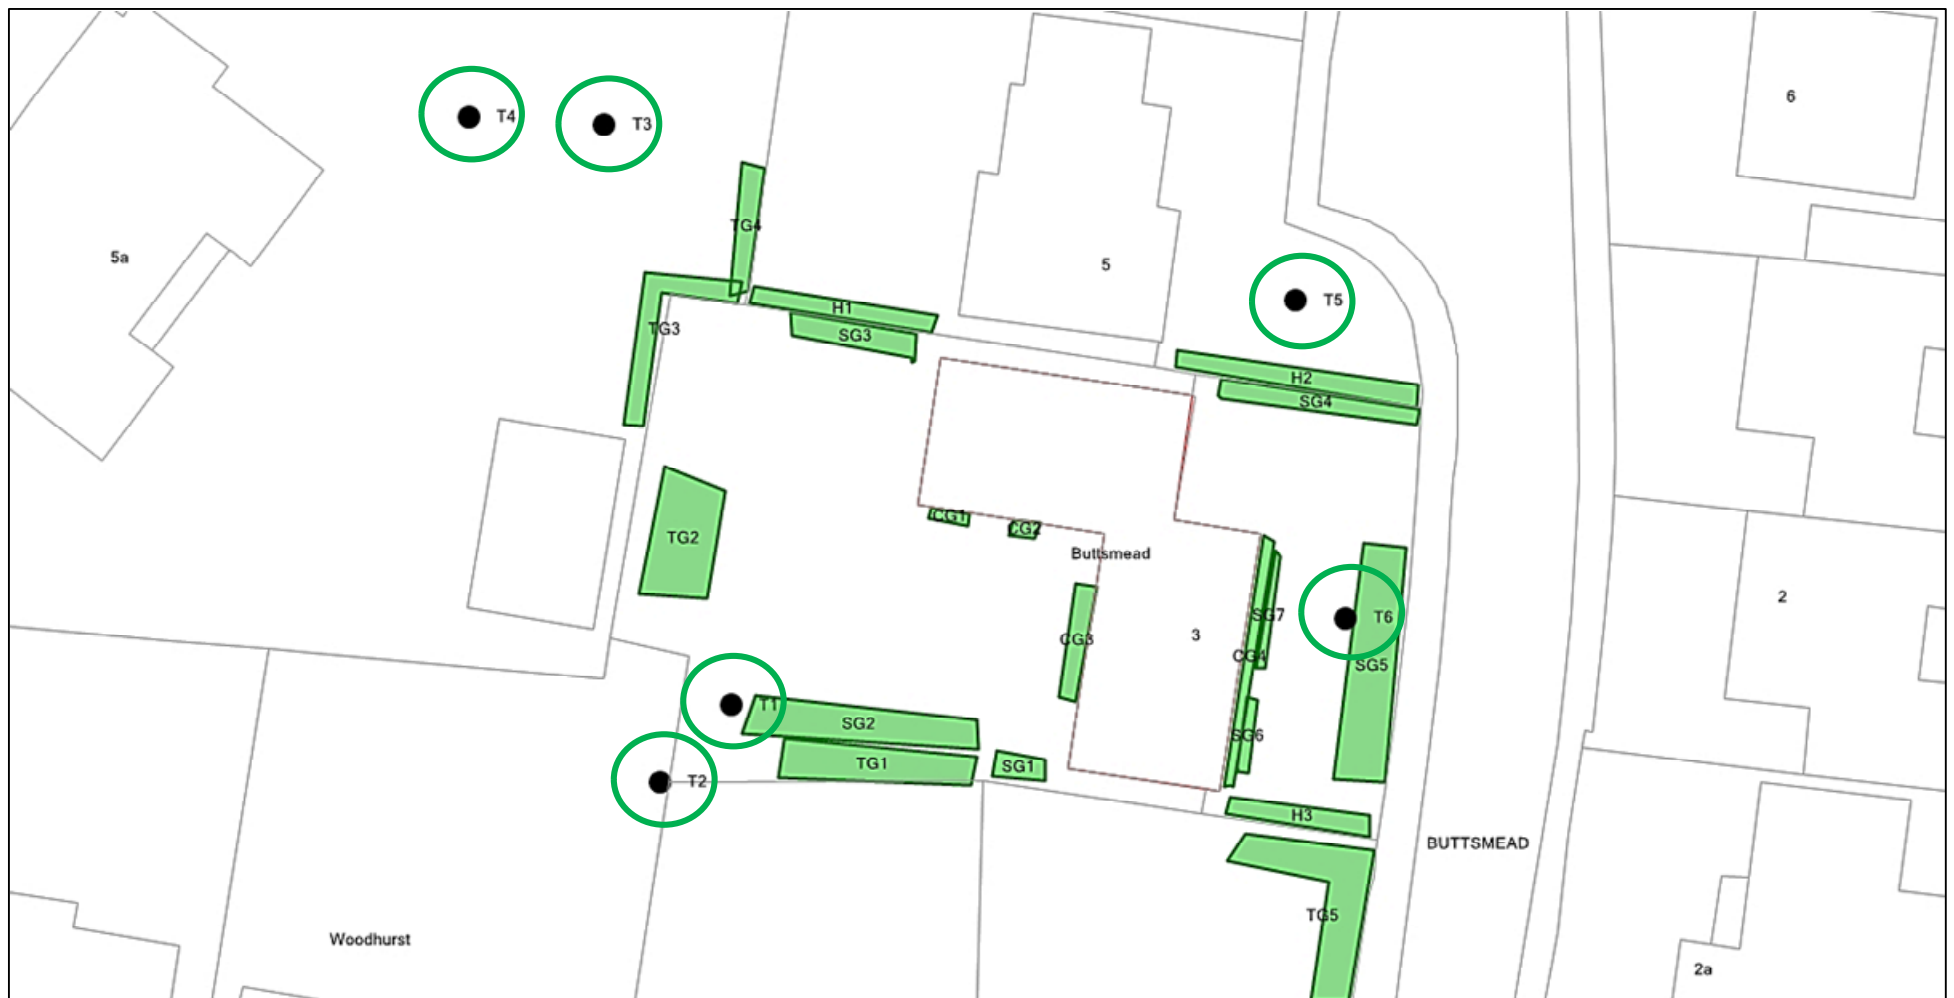 6
T4
T3
TG4
5a
5
T5
H1
TG3
SG3
H2
SG4
CG1
CG2
TG2
Buttsmead
2
SG7
T6
3
CG3
CG4
SG5
T1
SG2
SG6
TG1
SG1
T2
H3
BUTTSMEAD
TG5
Woodhurst
2a